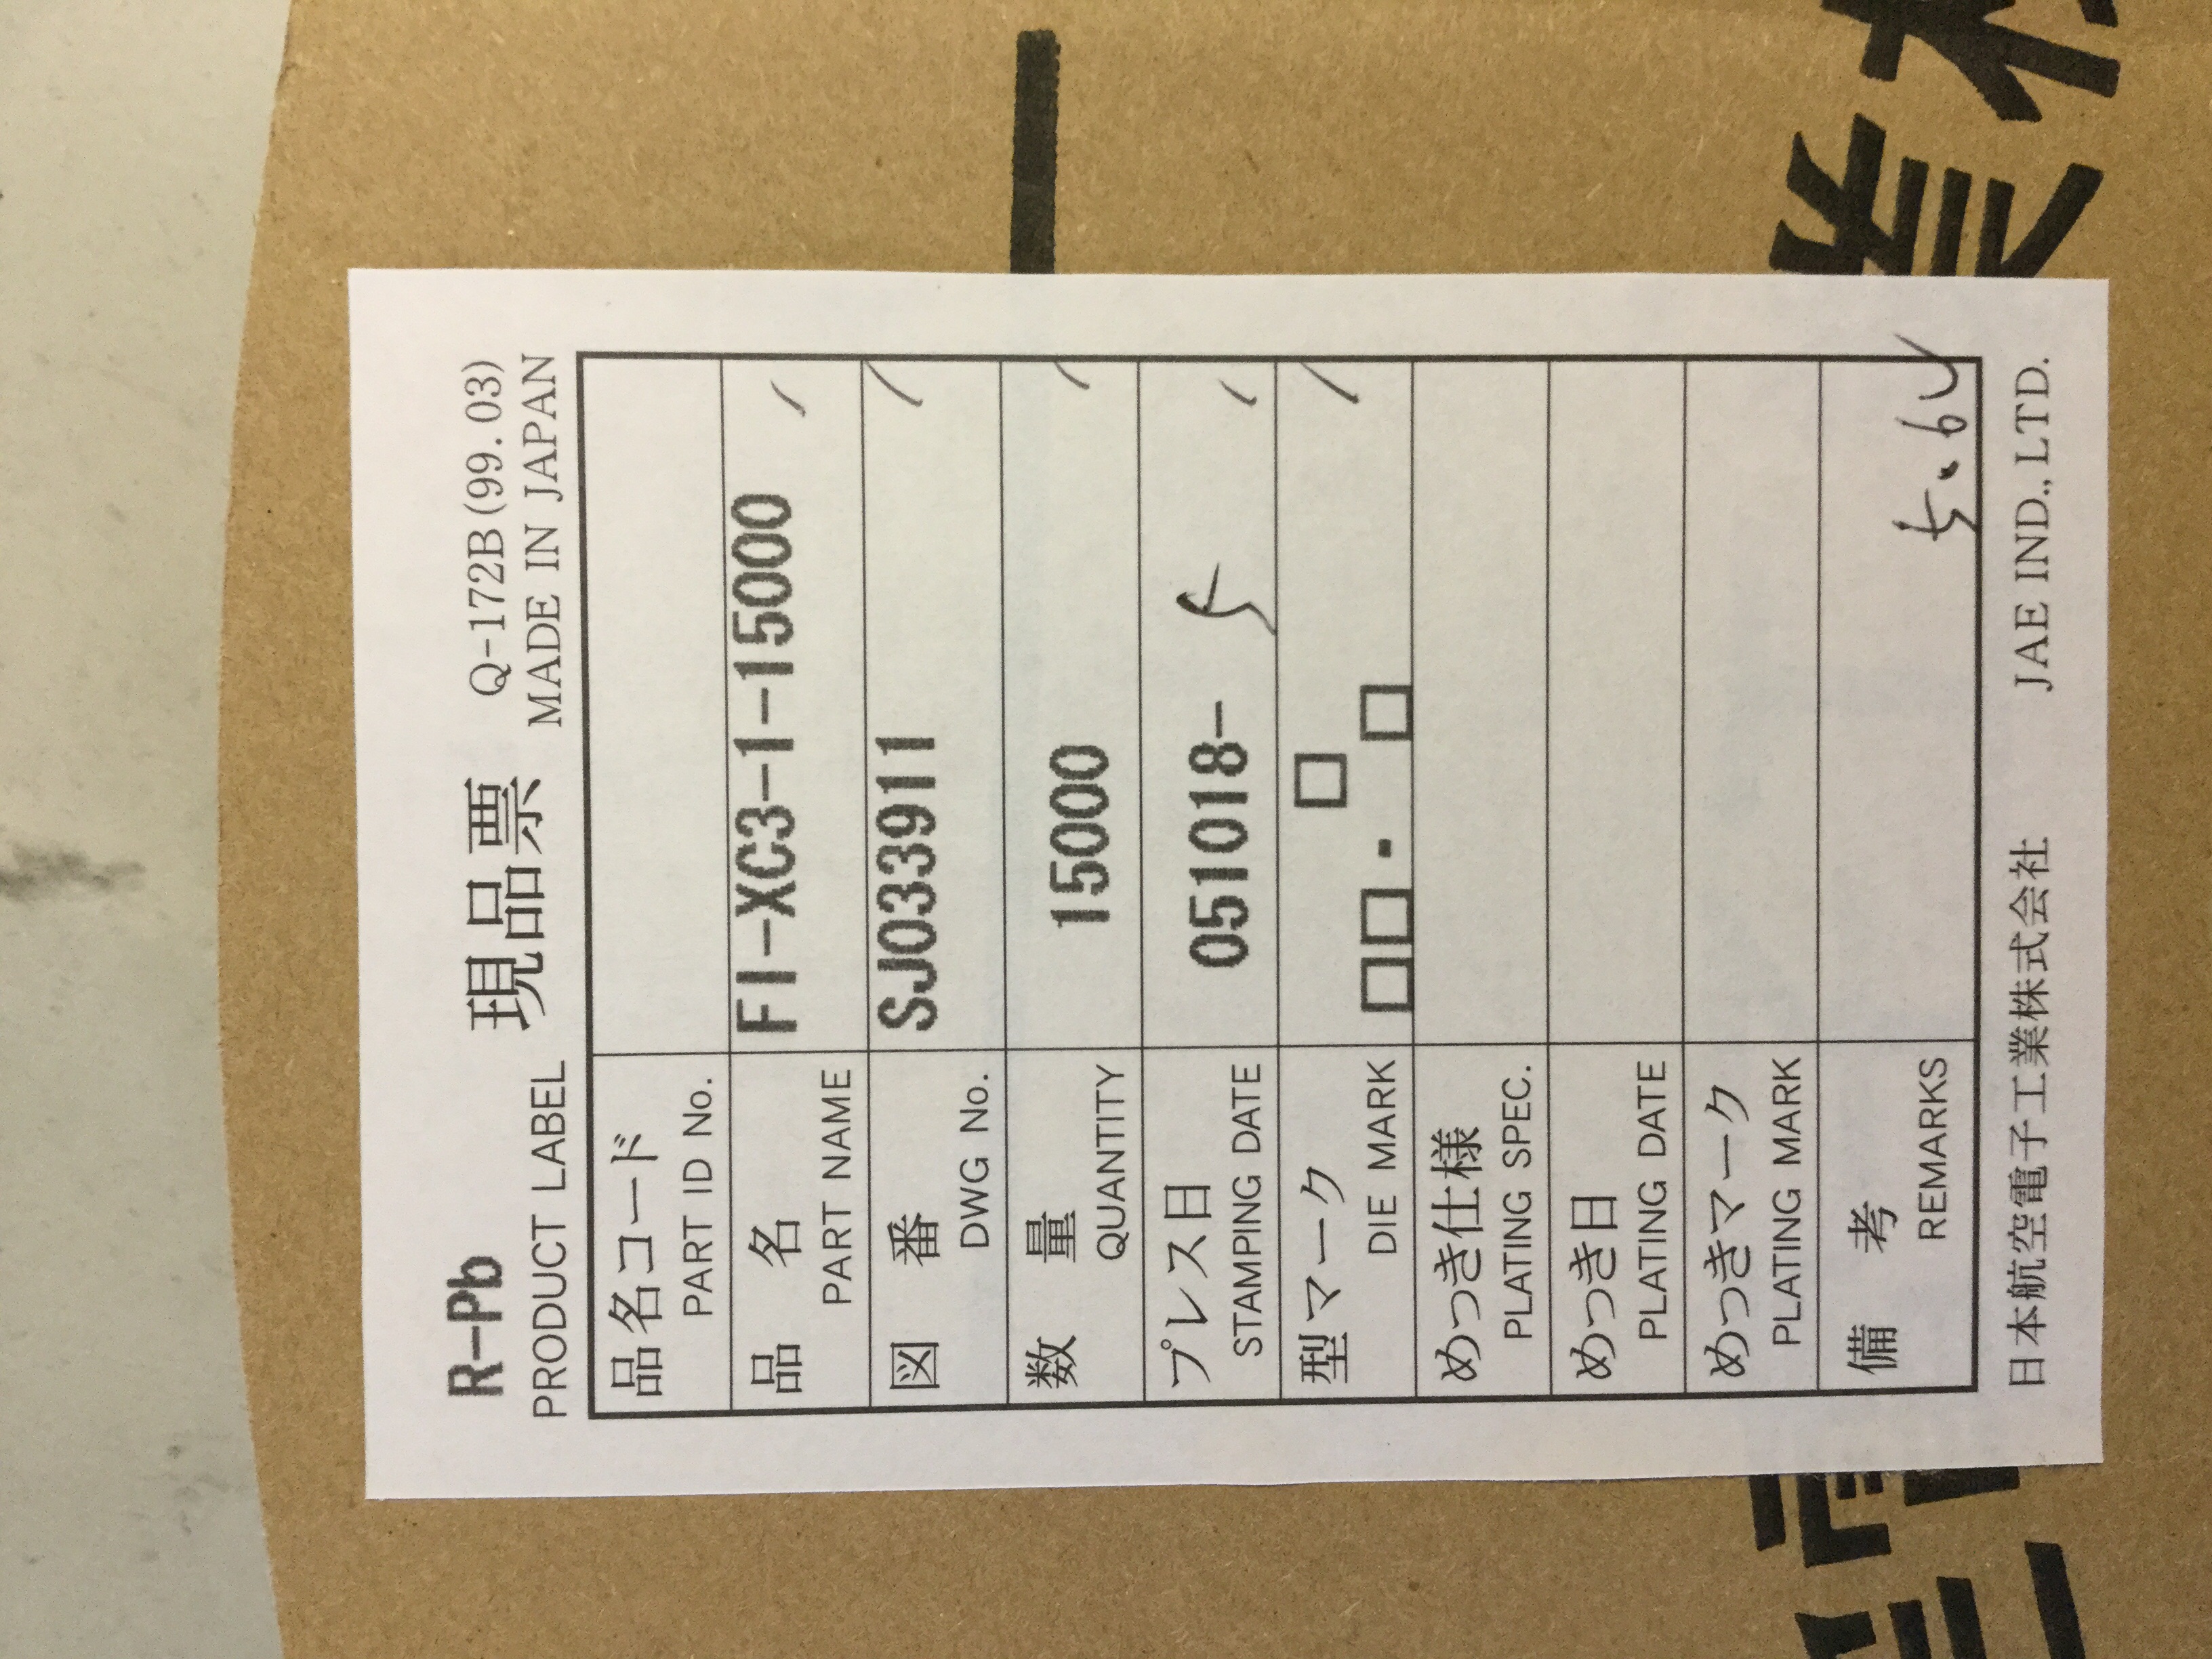 R-Pb
PRODUCT LABEL 現品票 Q-172B(99.03)
MADE IN JAPAN
品名コード
PART ID No.
品名 FI-XC3-1-15000
PART NAME
図番 SJ033911
DWG No.
数量 15000
QUANTITY
プレス日 051018-5
STAMPING DATE
型マーク □
DIE MARK □□.□
めっき仕様
PLATING SPEC.
めっき日
PLATING DATE
めっきマーク
PLATING MARK
備考
REMARKS
日本航空電子工業株式会社 JAE IND., LTD.